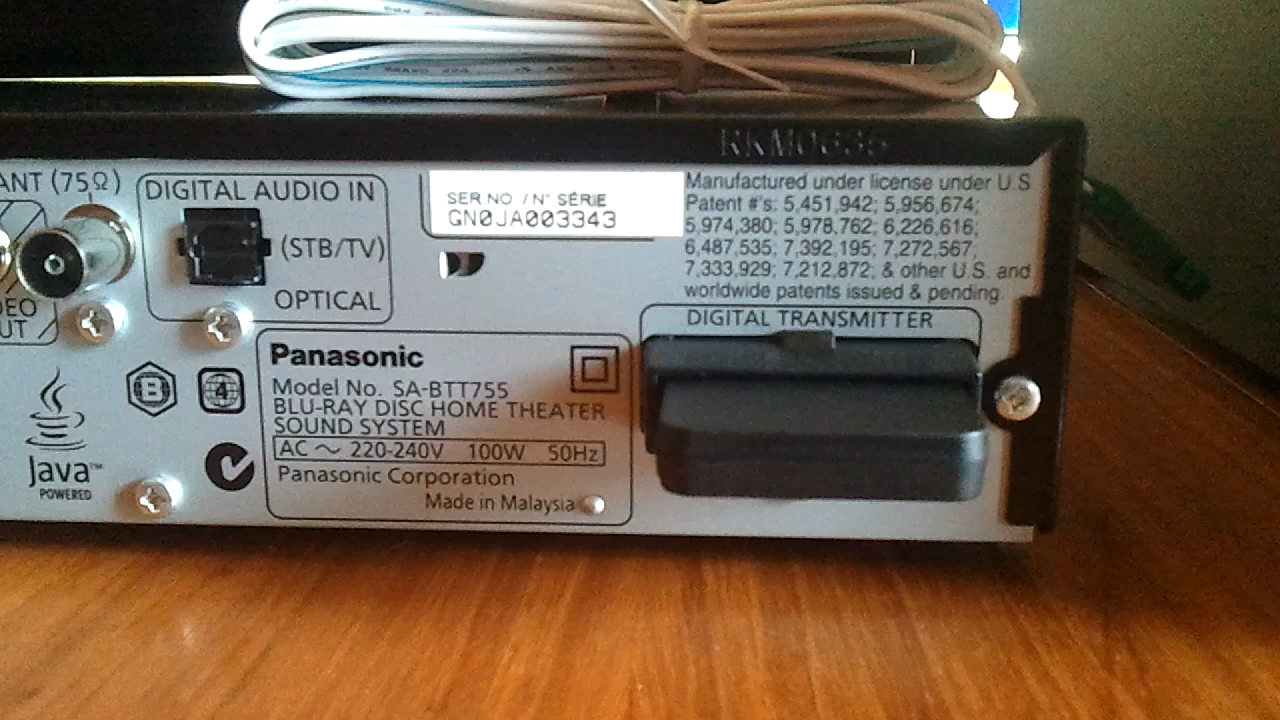 RKM0636
ANT (75Ω)
DIGITAL AUDIO IN
(STB/TV)
OPTICAL
SER NO / N° SÉRIE
GN0JA003343
Manufactured under license under U.S
Patent #'s: 5,451,942; 5,956,674;
5,974,380; 5,978,762; 6,226,616;
6,487,535; 7,392,195; 7,272,567;
7,333,929; 7,212,872; & other U.S. and
worldwide patents issued & pending.
DIGITAL TRANSMITTER
B
4
Java™
POWERED
Panasonic
Model No. SA-BTT755
BLU-RAY DISC HOME THEATER
SOUND SYSTEM
AC ~ 220-240V 100W 50Hz
Panasonic Corporation
Made in Malaysia